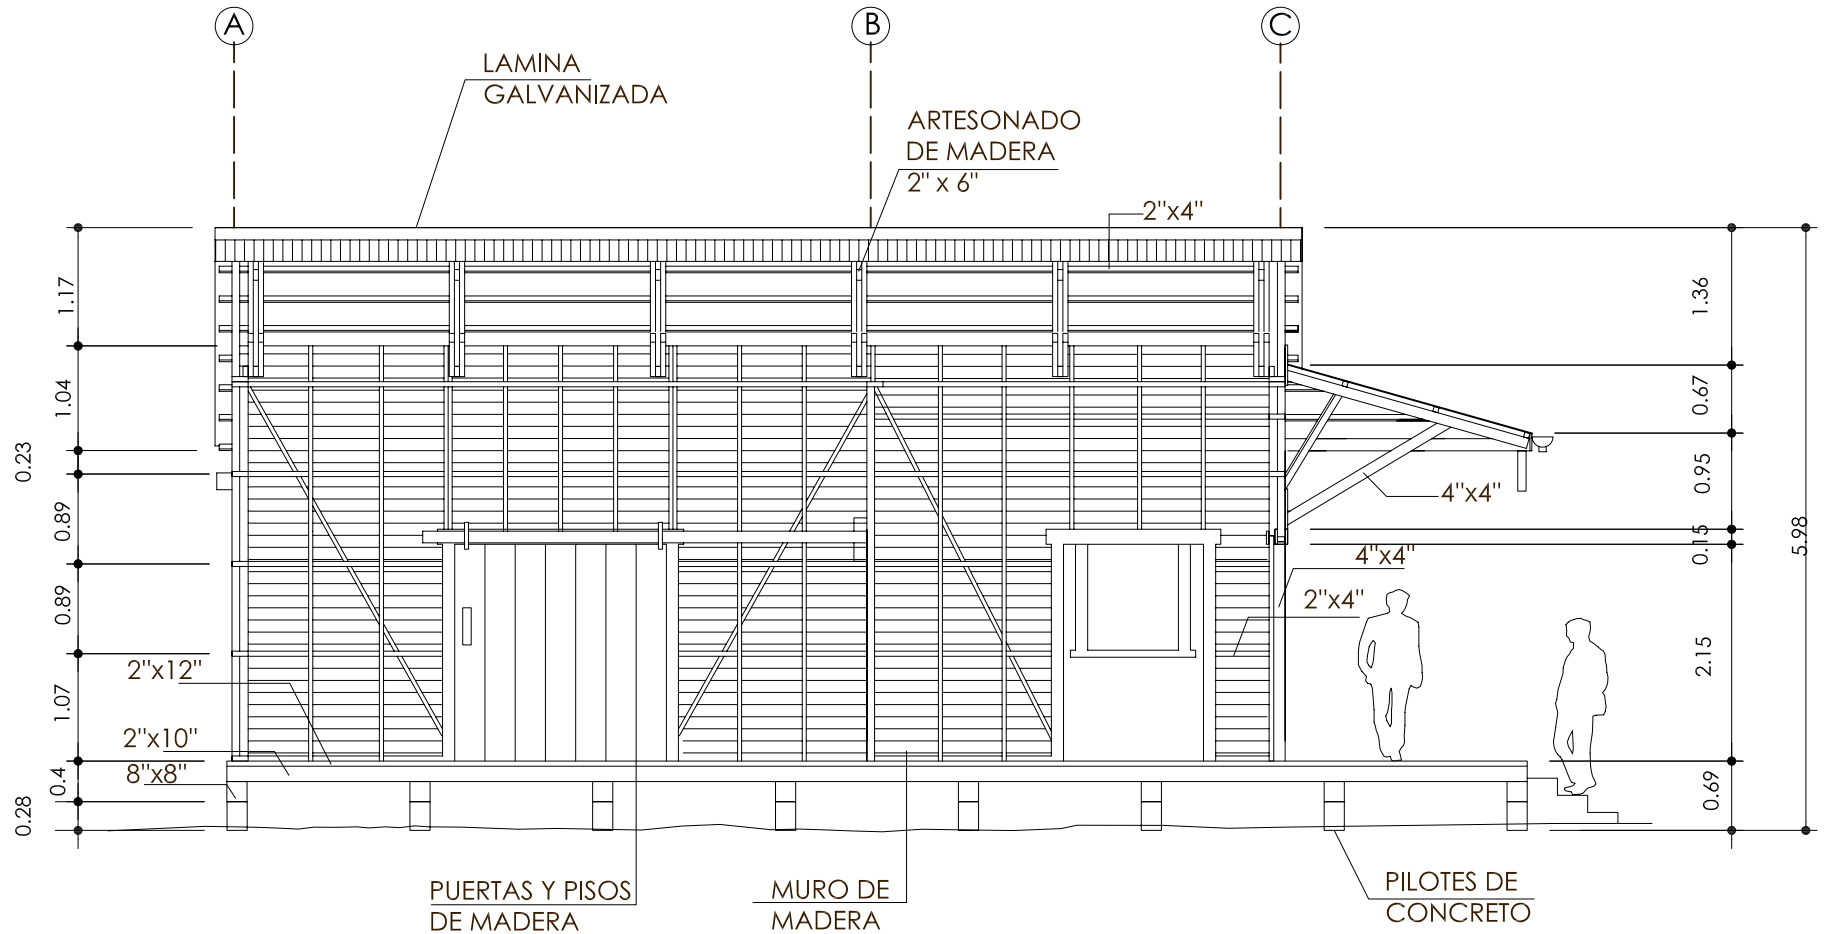 A
B
C
LAMINA
GALVANIZADA
ARTESONADO
DE MADERA
2" x 6"
2"x4"
1.17
1.36
1.04
0.67
0.23
0.95
4"x4"
0.89
0.15
5.98
4"x4"
0.89
2"x4"
2.15
2"x12"
1.07
2"x10"
8"x8"
0.4
0.69
0.28
PUERTAS Y PISOS
DE MADERA
MURO DE
MADERA
PILOTES DE
CONCRETO